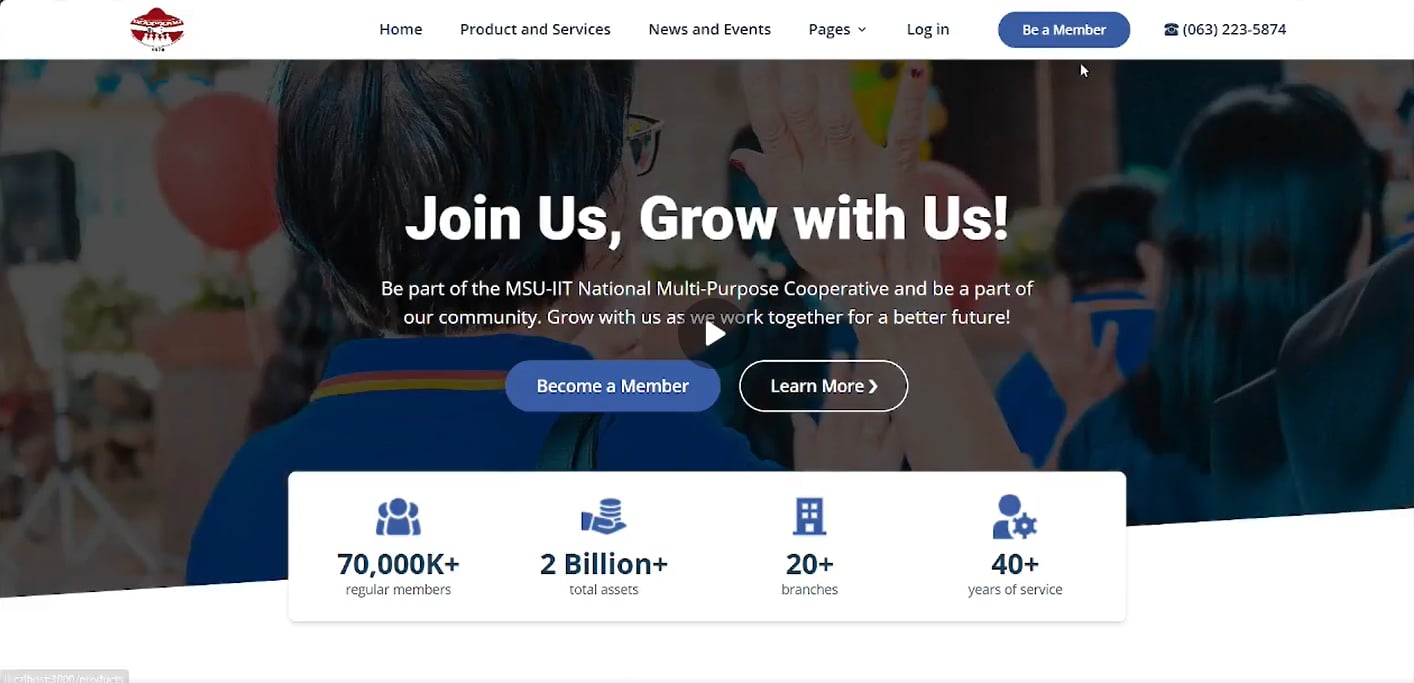 Home Product and Services News and Events Pages Log in Be a Member (063) 223-5874
Join Us, Grow with Us!
Be part of the MSU-IIT National Multi-Purpose Cooperative and be a part of
our community. Grow with us as we work together for a better future!
Become a Member Learn More ❯
70,000K+ 2 Billion+ 20+ 40+
regular members total assets branches years of service